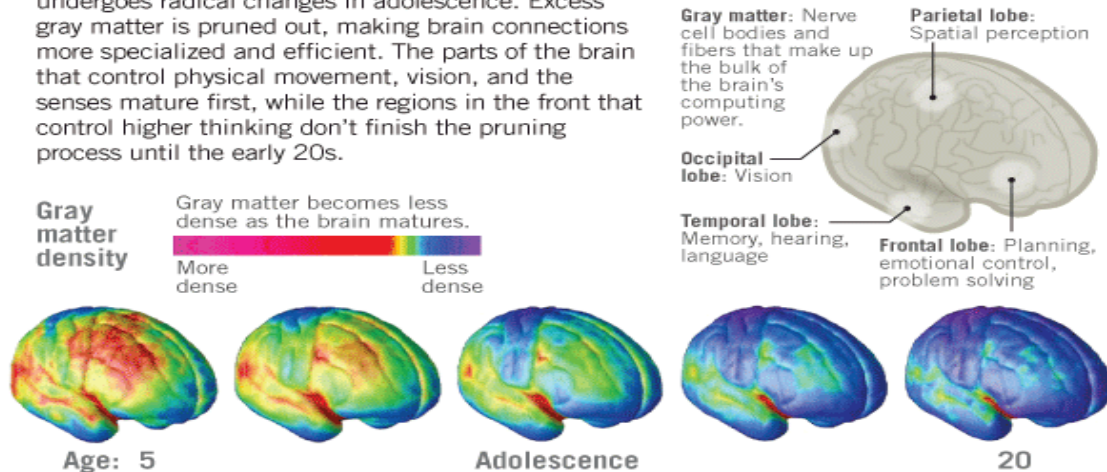 undergoes radical changes in adolescence. Excess
gray matter is pruned out, making brain connections
more specialized and efficient. The parts of the brain
that control physical movement, vision, and the
senses mature first, while the regions in the front that
control higher thinking don't finish the pruning
process until the early 20s.
Gray matter: Nerve
cell bodies and
fibers that make up
the bulk of
the brain's
computing
power.
Parietal lobe:
Spatial perception
Occipital
lobe: Vision
Temporal lobe:
Memory, hearing,
language
Frontal lobe: Planning,
emotional control,
problem solving
Gray
matter
density
Gray matter becomes less
dense as the brain matures.
More
dense
Less
dense
Age: 5
Adolescence
20